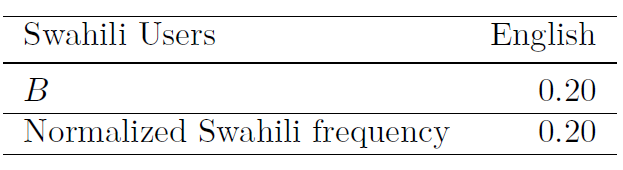 Swahili Users English
B 0.20
Normalized Swahili frequency 0.20